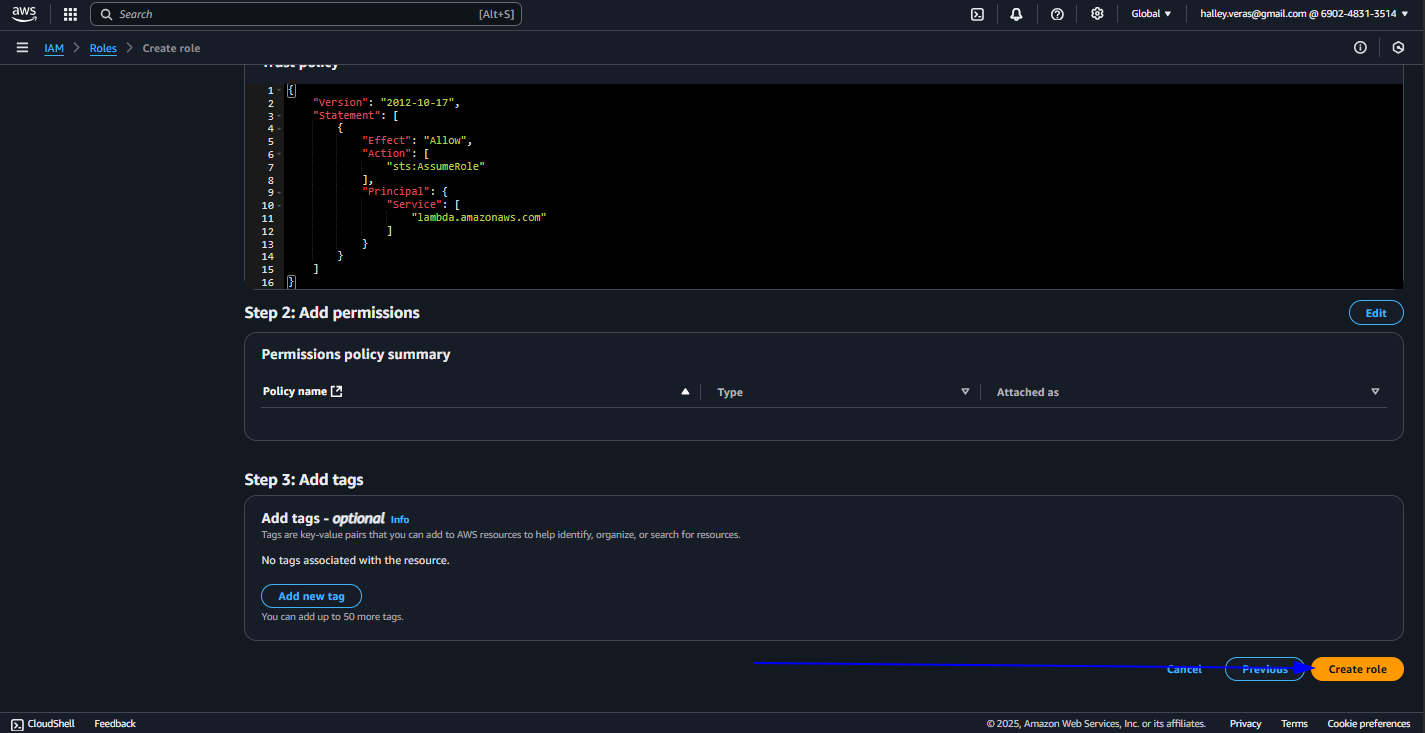 aws
Search [Alt+S]
Global
halley.veras@gmail.com @ 6902-4831-3514
IAM > Roles > Create role
Trust policy
1 {
2 "Version": "2012-10-17",
3 "Statement": [
4 {
5 "Effect": "Allow",
6 "Action": [
7 "sts:AssumeRole"
8 ],
9 "Principal": {
10 "Service": [
11 "lambda.amazonaws.com"
12 ]
13 }
14 }
15 ]
16 }
Step 2: Add permissions
Edit
Permissions policy summary
Policy name
Type
Attached as
Step 3: Add tags
Add tags - optional Info
Tags are key-value pairs that you can add to AWS resources to help identify, organize, or search for resources.
No tags associated with the resource.
Add new tag
You can add up to 50 more tags.
Cancel
Previous
Create role
CloudShell
Feedback
© 2025, Amazon Web Services, Inc. or its affiliates.
Privacy
Terms
Cookie preferences